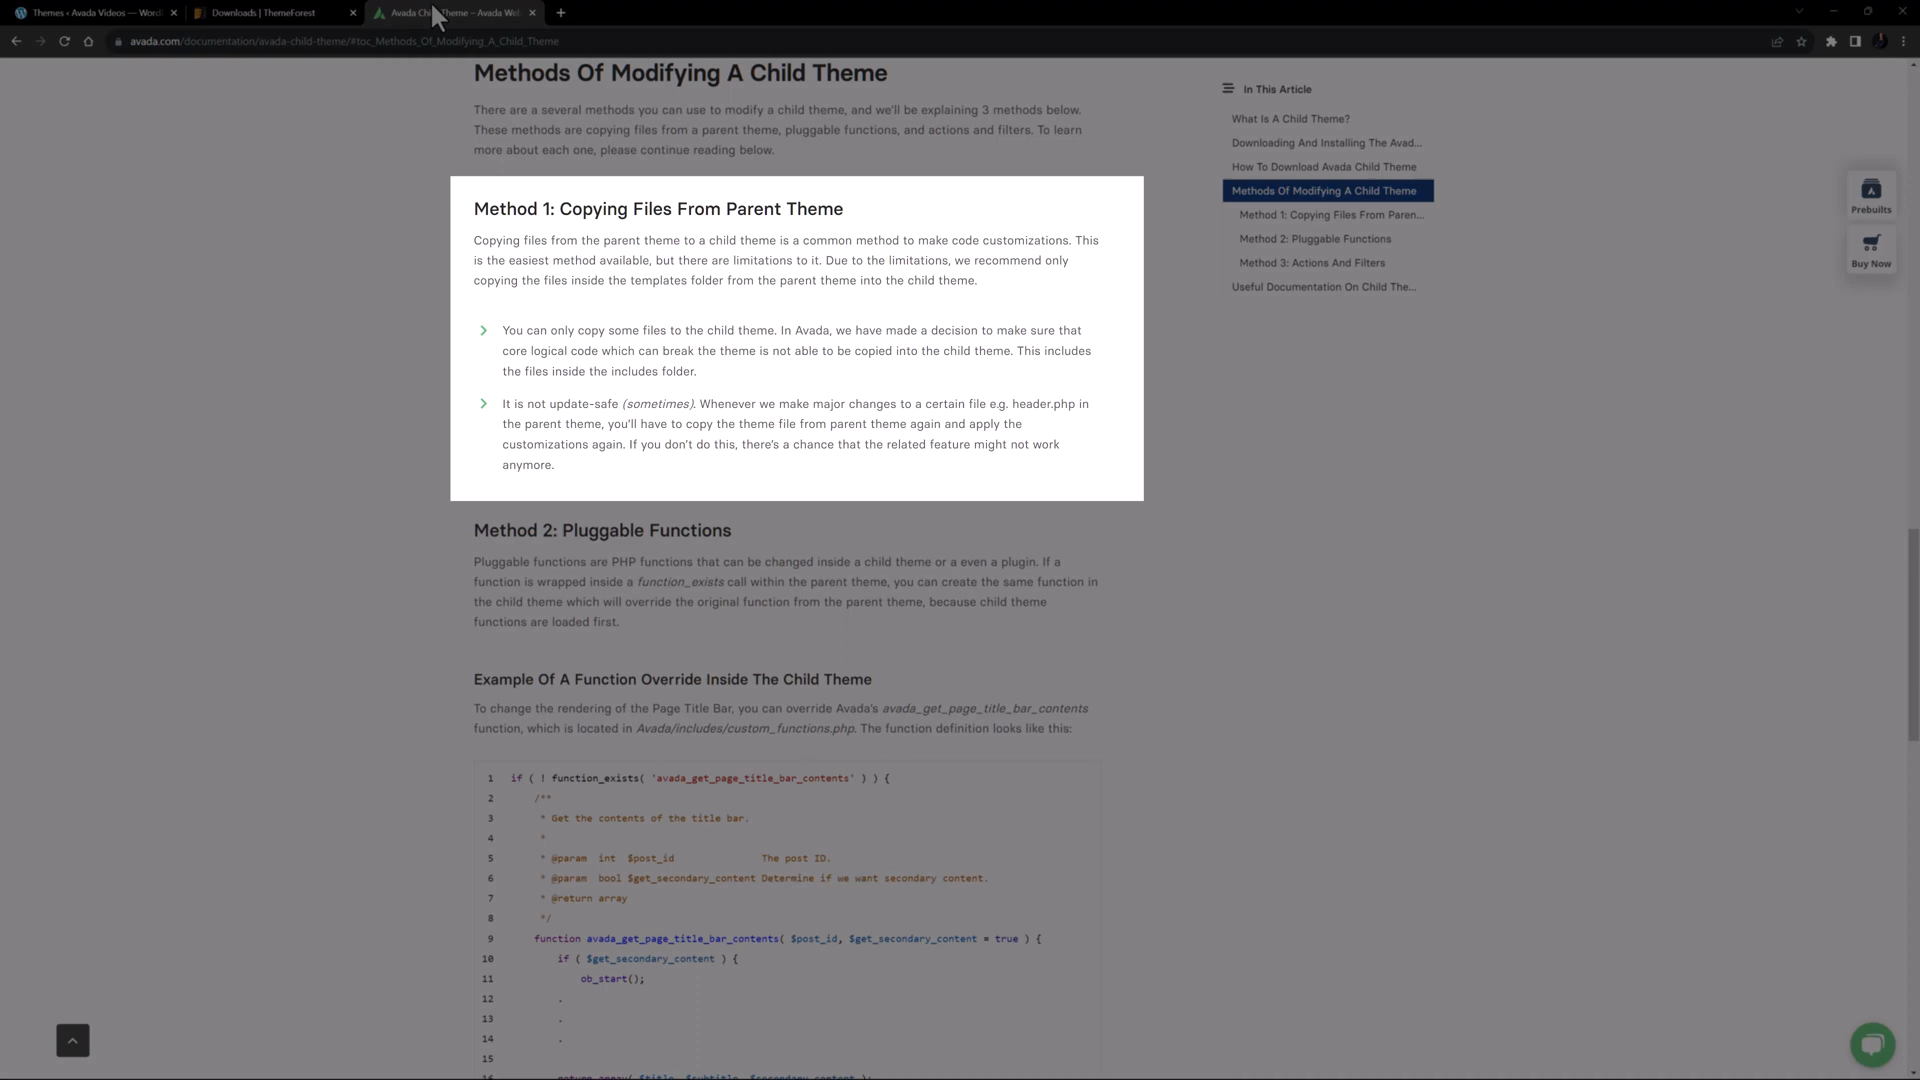 Themes ‹ Avada Videos — Word
Downloads | ThemeForest
Avada Chi
Theme – Avada We
avada.com/documentation/avada-child-theme/#toc_Methods_Of_Modifying_A_Child_Theme
Methods Of Modifying A Child Theme
There are a several methods you can use to modify a child theme, and we'll be explaining 3 methods below.
These methods are copying files from a parent theme, pluggable functions, and actions and filters. To learn
more about each one, please continue reading below.
Method 1: Copying Files From Parent Theme
Copying files from the parent theme to a child theme is a common method to make code customizations. This
is the easiest method available, but there are limitations to it. Due to the limitations, we recommend only
copying the files inside the templates folder from the parent theme into the child theme.
You can only copy some files to the child theme. In Avada, we have made a decision to make sure that
core logical code which can break the theme is not able to be copied into the child theme. This includes
the files inside the includes folder.
It is not update-safe (sometimes). Whenever we make major changes to a certain file e.g. header.php in
the parent theme, you'll have to copy the theme file from parent theme again and apply the
customizations again. If you don't do this, there's a chance that the related feature might not work
anymore.
Method 2: Pluggable Functions
Pluggable functions are PHP functions that can be changed inside a child theme or a even a plugin. If a
function is wrapped inside a function_exists call within the parent theme, you can create the same function in
the child theme which will override the original function from the parent theme, because child theme
functions are loaded first.
Example Of A Function Override Inside The Child Theme
To change the rendering of the Page Title Bar, you can override Avada's avada_get_page_title_bar_contents
function, which is located in Avada/includes/custom_functions.php. The function definition looks like this:
1 if ( ! function_exists( 'avada_get_page_title_bar_contents' ) ) {
2 /**
3 * Get the contents of the title bar.
4 *
5 * @param int $post_id The post ID.
6 * @param bool $get_secondary_content Determine if we want secondary content.
7 * @return array
8 */
9 function avada_get_page_title_bar_contents( $post_id, $get_secondary_content = true ) {
10 if ( $get_secondary_content ) {
11 ob_start();
12 .
13 .
14 .
15
16 return array( $title, $subtitle, $secondary_content );
In This Article
What Is A Child Theme?
Downloading And Installing The Avad...
How To Download Avada Child Theme
Methods Of Modifying A Child Theme
Method 1: Copying Files From Paren...
Method 2: Pluggable Functions
Method 3: Actions And Filters
Useful Documentation On Child The...
Prebuilts
Buy Now